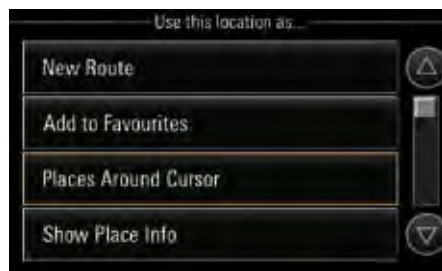 Use this location as...
New Route
Add to Favourites
Places Around Cursor
Show Place Info